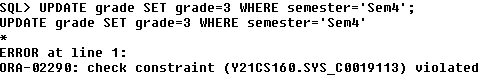 SQL> UPDATE grade SET grade=3 WHERE semester='Sem4';
UPDATE grade SET grade=3 WHERE semester='Sem4'
*
ERROR at line 1:
ORA-02290: check constraint (Y21CS160.SYS_C0019113) violated